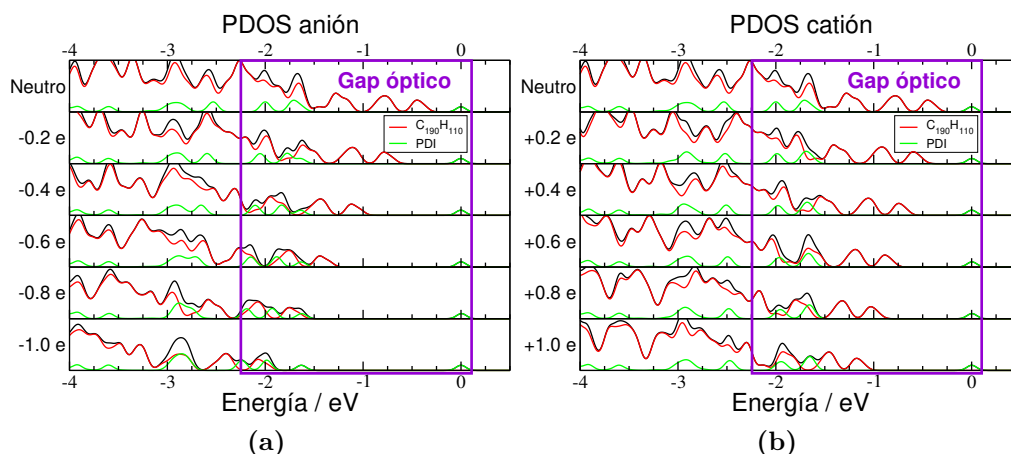 PDOS anión
-4 -3 -2 -1 0
Neutro
Gap óptico
-0.2 e
C190H110
PDI
-0.4 e
-0.6 e
-0.8 e
-1.0 e
-4 -3 -2 -1 0
Energía / eV
(a)
PDOS catión
-4 -3 -2 -1 0
Neutro
Gap óptico
+0.2 e
C190H110
PDI
+0.4 e
+0.6 e
+0.8 e
+1.0 e
-4 -3 -2 -1 0
Energía / eV
(b)